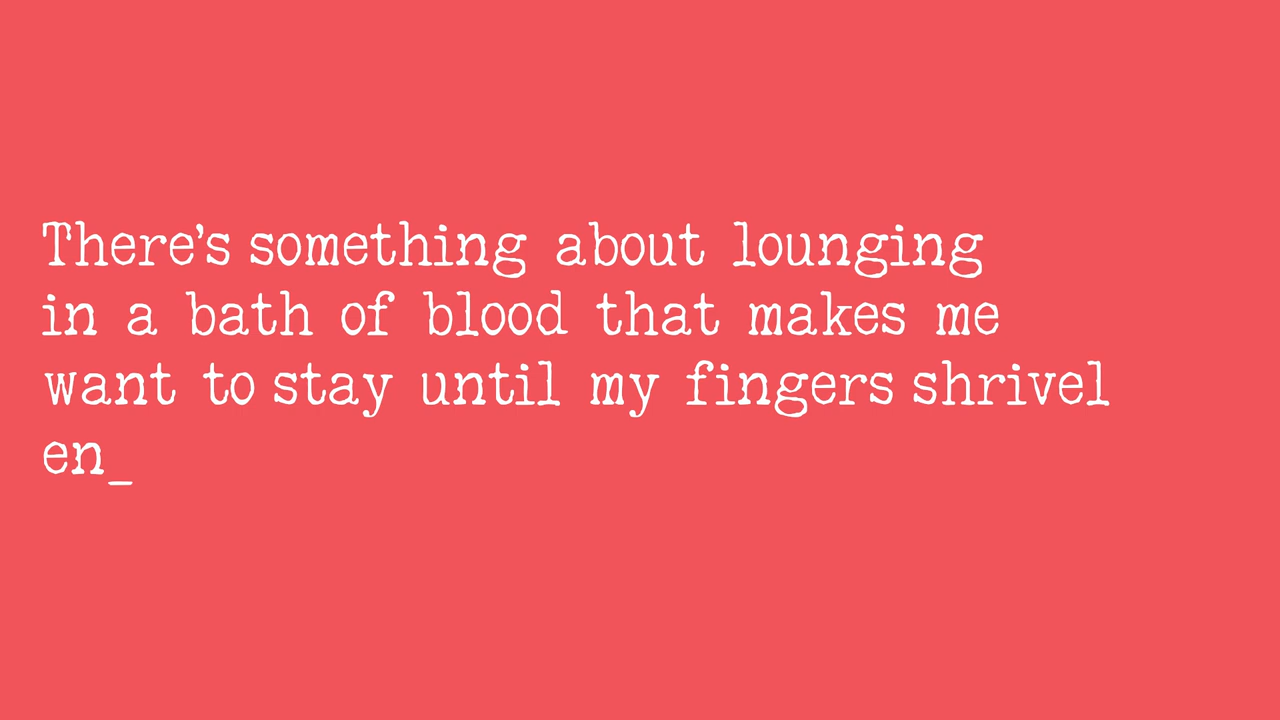 There’s something about lounging
in a bath of blood that makes me
want to stay until my fingers shrivel
en_